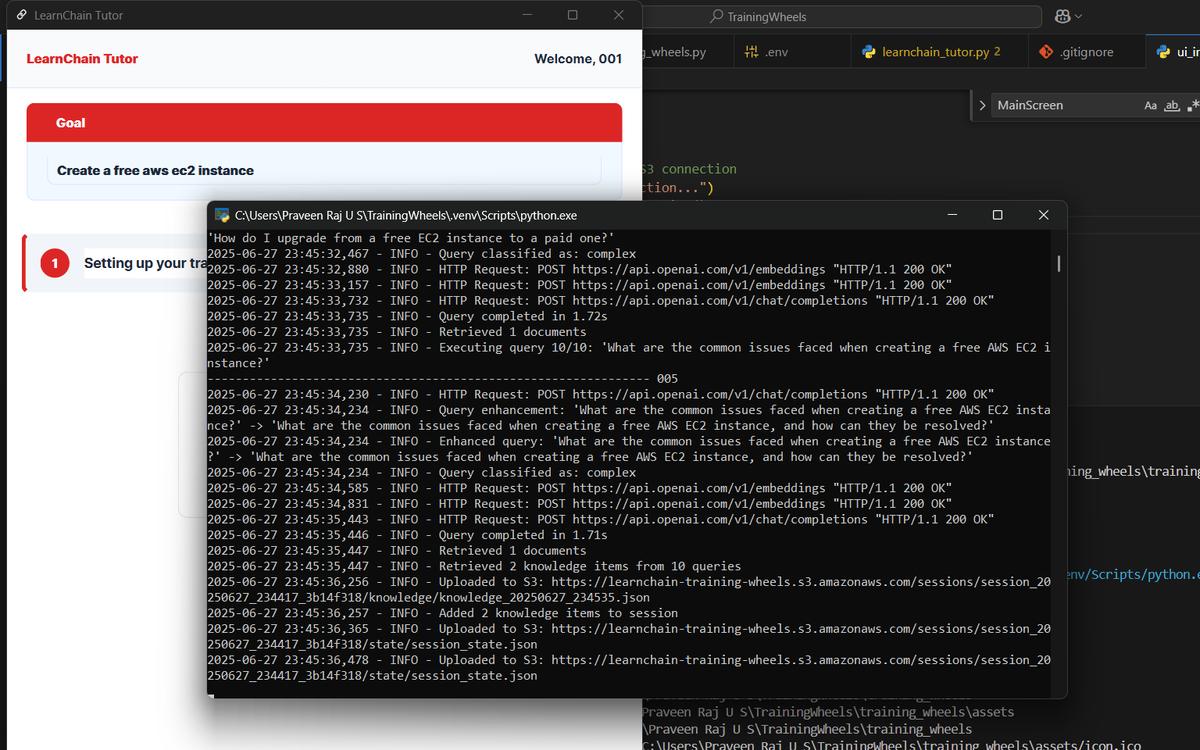 LearnChain Tutor
TrainingWheels
_wheels.py
.env
learnchain_tutor.py 2
.gitignore
LearnChain Tutor
Welcome, 001
MainScreen
Aa
ab
Goal
Create a free aws ec2 instance
S3 connection
ction...")
C:\Users\Praveen Raj U S\TrainingWheels\.venv\Scripts\python.exe
1
Setting up your tra
'How do I upgrade from a free EC2 instance to a paid one?'
2025-06-27 23:45:32,467 - INFO - Query classified as: complex
2025-06-27 23:45:32,880 - INFO - HTTP Request: POST https://api.openai.com/v1/embeddings "HTTP/1.1 200 OK"
2025-06-27 23:45:33,157 - INFO - HTTP Request: POST https://api.openai.com/v1/embeddings "HTTP/1.1 200 OK"
2025-06-27 23:45:33,732 - INFO - HTTP Request: POST https://api.openai.com/v1/chat/completions "HTTP/1.1 200 OK"
2025-06-27 23:45:33,735 - INFO - Query completed in 1.72s
2025-06-27 23:45:33,735 - INFO - Retrieved 1 documents
2025-06-27 23:45:33,735 - INFO - Executing query 10/10: 'What are the common issues faced when creating a free AWS EC2 i
nstance?'
---------------------------------------------------------- 005
2025-06-27 23:45:34,230 - INFO - HTTP Request: POST https://api.openai.com/v1/chat/completions "HTTP/1.1 200 OK"
2025-06-27 23:45:34,234 - INFO - Query enhancement: 'What are the common issues faced when creating a free AWS EC2 insta
nce?' -> 'What are the common issues faced when creating a free AWS EC2 instance, and how can they be resolved?'
2025-06-27 23:45:34,234 - INFO - Enhanced query: 'What are the common issues faced when creating a free AWS EC2 instance
?' -> 'What are the common issues faced when creating a free AWS EC2 instance, and how can they be resolved?'
2025-06-27 23:45:34,234 - INFO - Query classified as: complex
2025-06-27 23:45:34,585 - INFO - HTTP Request: POST https://api.openai.com/v1/embeddings "HTTP/1.1 200 OK"
2025-06-27 23:45:34,831 - INFO - HTTP Request: POST https://api.openai.com/v1/embeddings "HTTP/1.1 200 OK"
2025-06-27 23:45:35,443 - INFO - HTTP Request: POST https://api.openai.com/v1/chat/completions "HTTP/1.1 200 OK"
2025-06-27 23:45:35,446 - INFO - Query completed in 1.71s
2025-06-27 23:45:35,447 - INFO - Retrieved 1 documents
2025-06-27 23:45:35,447 - INFO - Retrieved 2 knowledge items from 10 queries
2025-06-27 23:45:36,256 - INFO - Uploaded to S3: https://learnchain-training-wheels.s3.amazonaws.com/sessions/session_20
250627_234417_3b14f318/knowledge/knowledge_20250627_234535.json
2025-06-27 23:45:36,257 - INFO - Added 2 knowledge items to session
2025-06-27 23:45:36,365 - INFO - Uploaded to S3: https://learnchain-training-wheels.s3.amazonaws.com/sessions/session_20
250627_234417_3b14f318/state/session_state.json
2025-06-27 23:45:36,478 - INFO - Uploaded to S3: https://learnchain-training-wheels.s3.amazonaws.com/sessions/session_20
250627_234417_3b14f318/state/session_state.json
ning_wheels\training
env/Scripts/python.e
Praveen Raj U S\TrainingWheels\training_wheels\assets
\Praveen Raj U S\TrainingWheels\training_wheels
C:\Users\Praveen Raj U S\TrainingWheels\training_wheels\assets/icon.ico